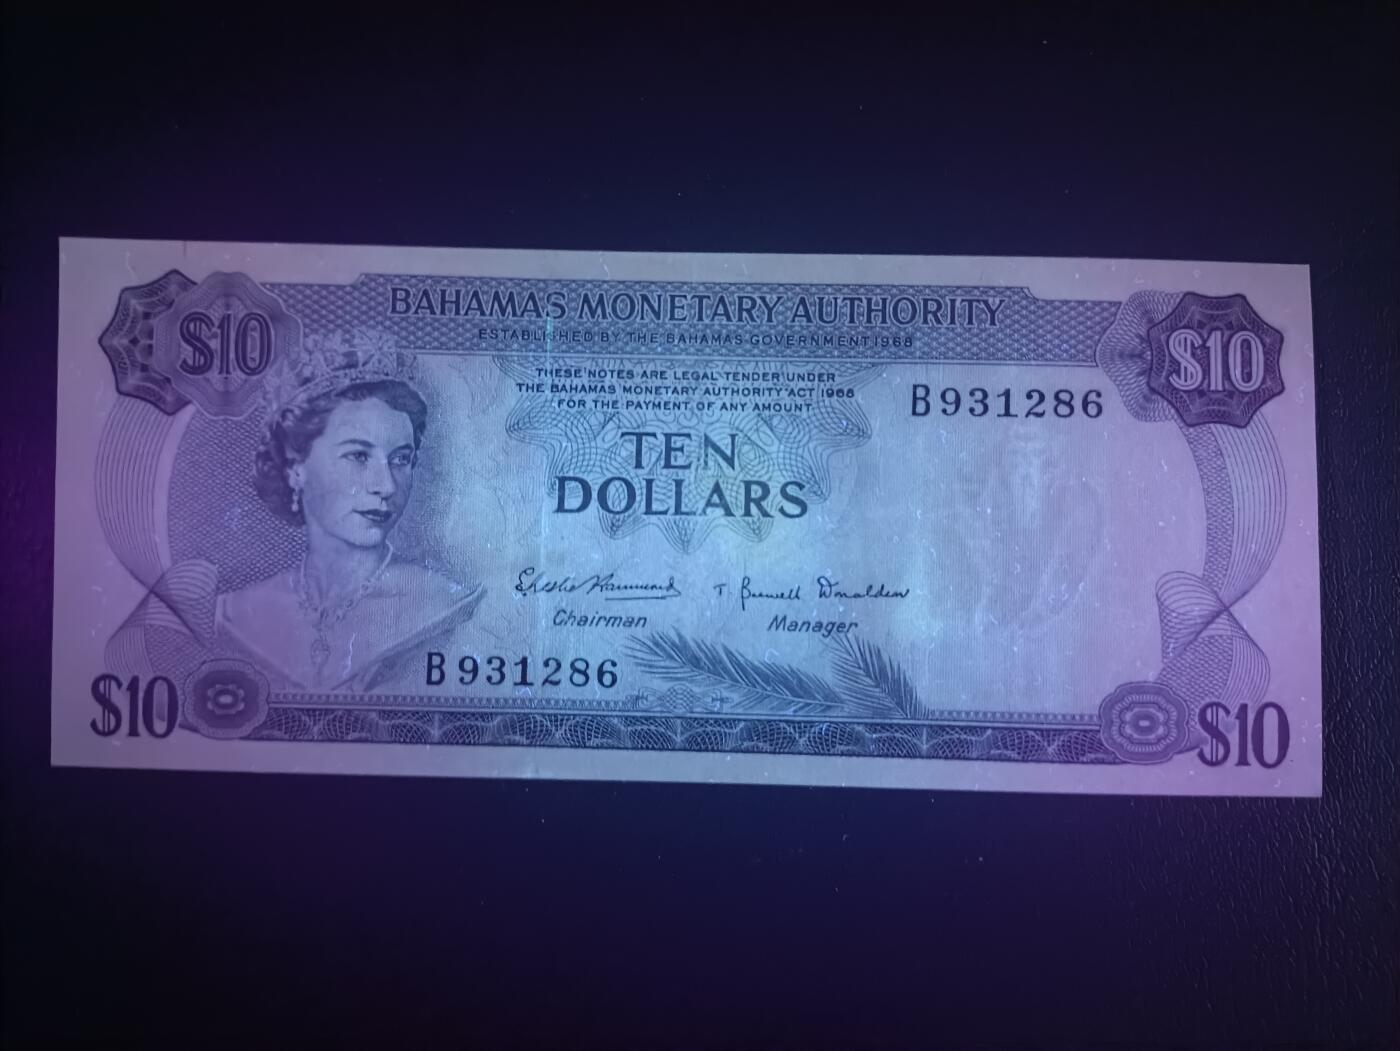 BAHAMAS MONETARY AUTHORITY
ESTABLISHED BY THE BAHAMAS GOVERNMENT 1968
$10
$10
THESE NOTES ARE LEGAL TENDER UNDER
THE BAHAMAS MONETARY AUTHORITY ACT 1968
FOR THE PAYMENT OF ANY AMOUNT
B931286
TEN
DOLLARS
T. Donaldson
Chairman Manager
B931286
$10
$10